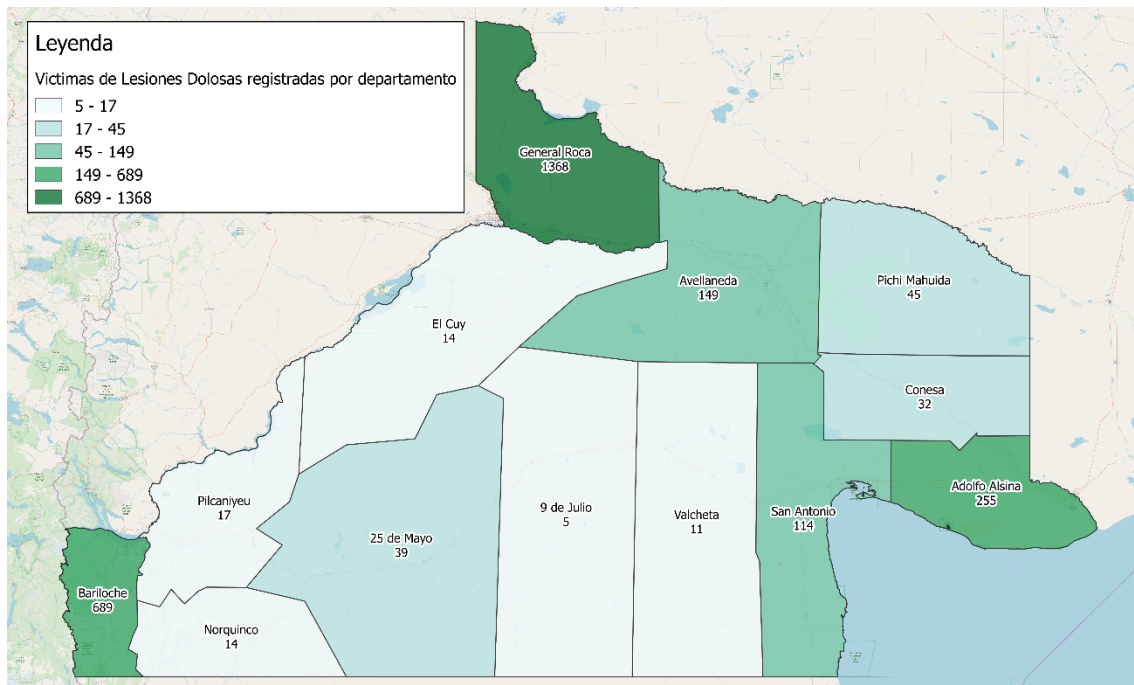 Leyenda
Victimas de Lesiones Dolosas registradas por departamento
5 - 17
17 - 45
45 - 149
149 - 689
689 - 1368
General Roca
1368
Avellaneda
149
Pichi Mahuida
45
El Cuy
14
Conesa
32
Adolfo Alsina
255
Pilcaniyeu
17
9 de Julio
5
Valcheta
11
San Antonio
114
25 de Mayo
39
Bariloche
689
Norquinco
14